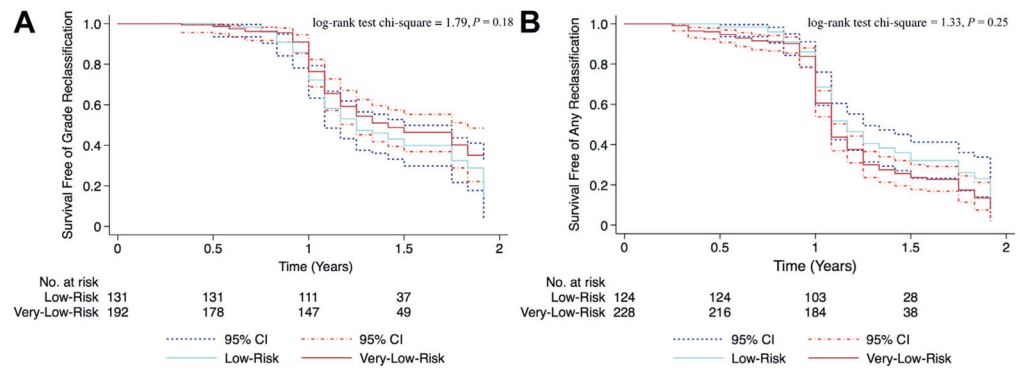 A
log-rank test chi-square = 1.79, P = 0.18
Survival Free of Grade Reclassification
1.0
0.8
0.6
0.4
0.2
0
0 0.5 1 1.5 2
Time (Years)
No. at risk
Low-Risk 131 131 111 37
Very-Low-Risk 192 178 147 49
95% CI 95% CI
Low-Risk Very-Low-Risk
B
log-rank test chi-square = 1.33, P = 0.25
Survival Free of Any Reclassification
1.0
0.8
0.6
0.4
0.2
0
0 0.5 1 1.5 2
Time (Years)
No. at risk
Low-Risk 124 124 103 28
Very-Low-Risk 228 216 184 38
95% CI 95% CI
Low-Risk Very-Low-Risk